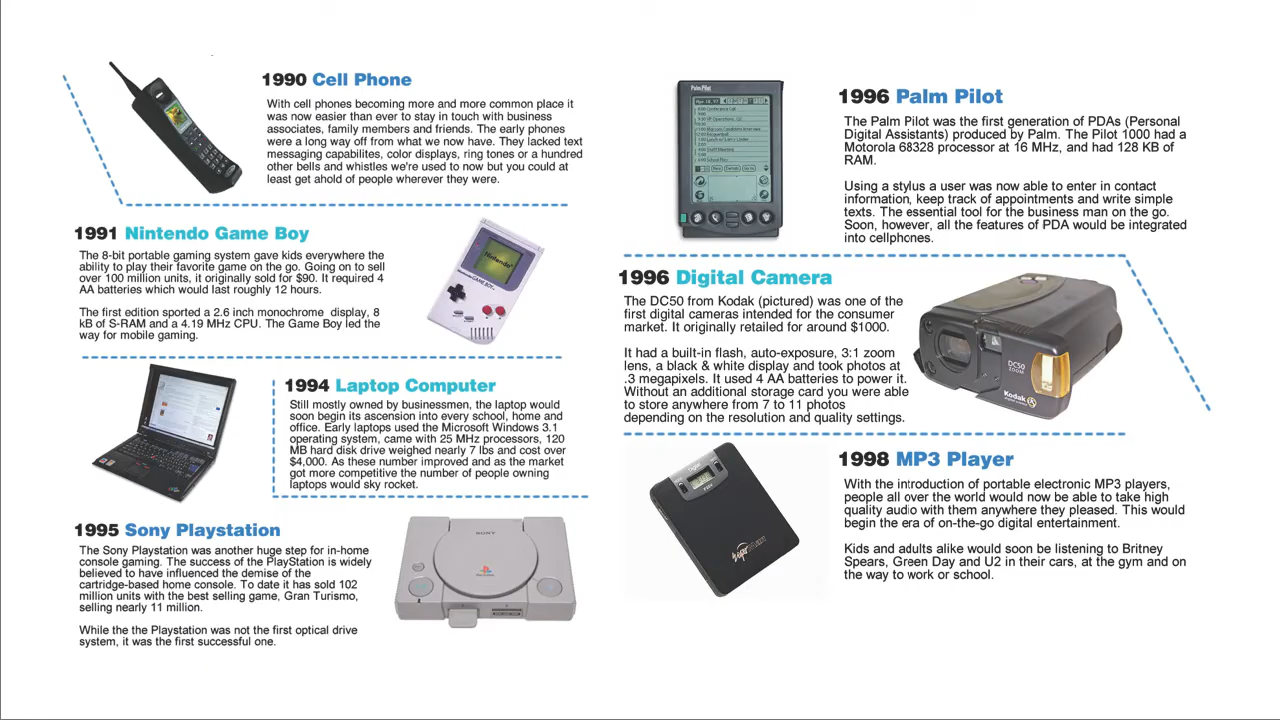 1990 Cell Phone
With cell phones becoming more and more common place it
was now easier than ever to stay in touch with business
associates, family members and friends. The early phones
were a long way off from what we now have. They lacked text
messaging capabilites, color displays, ring tones or a hundred
other bells and whistles we're used to now but you could at
least get ahold of people wherever they were.
1991 Nintendo Game Boy
The 8-bit portable gaming system gave kids everywhere the
ability to play their favorite game on the go. Going on to sell
over 100 million units, it originally sold for $90. It required 4
AA batteries which would last roughly 12 hours.
The first edition sported a 2.6 inch monochrome display, 8
kB of S-RAM and a 4.19 MHz CPU. The Game Boy led the
way for mobile gaming.
Nintendo
1994 Laptop Computer
Still mostly owned by businessmen, the laptop would
soon begin its ascension into every school, home and
office. Early laptops used the Microsoft Windows 3.1
operating system, came with 25 MHz processors, 120
MB hard disk drive weighed nearly 7 lbs and cost over
$4,000. As these number improved and as the market
got more competitive the number of people owning
laptops would sky rocket.
1995 Sony Playstation
The Sony Playstation was another huge step for in-home
console gaming. The success of the PlayStation is widely
believed to have influenced the demise of the
cartridge-based home console. To date it has sold 102
million units with the best selling game, Gran Turismo,
selling nearly 11 million.
While the the Playstation was not the first optical drive
system, it was the first successful one.
SONY
1996 Palm Pilot
The Palm Pilot was the first generation of PDAs (Personal
Digital Assistants) produced by Palm. The Pilot 1000 had a
Motorola 68328 processor at 16 MHz, and had 128 KB of
RAM.
Using a stylus a user was now able to enter in contact
information, keep track of appointments and write simple
texts. The essential tool for the business man on the go.
Soon, however, all the features of PDA would be integrated
into cellphones.
PalmPilot
1996 Digital Camera
The DC50 from Kodak (pictured) was one of the
first digital cameras intended for the consumer
market. It originally retailed for around $1000.
It had a built-in flash, auto-exposure, 3:1 zoom
lens, a black & white display and took photos at
.3 megapixels. It used 4 AA batteries to power it.
Without an additional storage card you were able
to store anywhere from 7 to 11 photos
depending on the resolution and quality settings.
DC50
ZOOM
Kodak
1998 MP3 Player
With the introduction of portable electronic MP3 players,
people all over the world would now be able to take high
quality audio with them anywhere they pleased. This would
begin the era of on-the-go digital entertainment.
Kids and adults alike would soon be listening to Britney
Spears, Green Day and U2 in their cars, at the gym and on
the way to work or school.